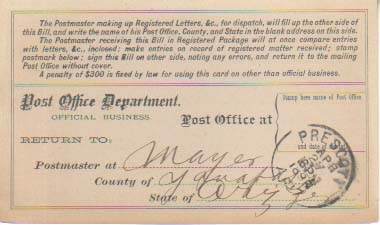 The Postmaster making up Registered Letters, &c., for dispatch, will fill up the other side of
this Bill, and write the name of his Post Office, County, and State in the blank address on this side.
The Postmaster receiving this Bill in Registered Package will at once compare entries
with letters, &c., inclosed; make entries on record of registered matter received; stamp
postmark below; sign this Bill on other side, noting any errors, and return it to the mailing
Post Office without cover.
A penalty of $300 is fixed by law for using this card on other than official business.
Post Office Department.
OFFICIAL BUSINESS.
Stamp here name of Post Office
Post Office at
and date of
RETURN TO:
PRESCOTT
Postmaster at Mayer
County of Yavapai
State of Ariz